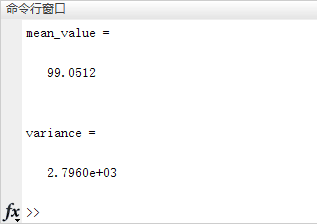 命令行窗口
mean_value =
99.0512
variance =
2.7960e+03
fx >>